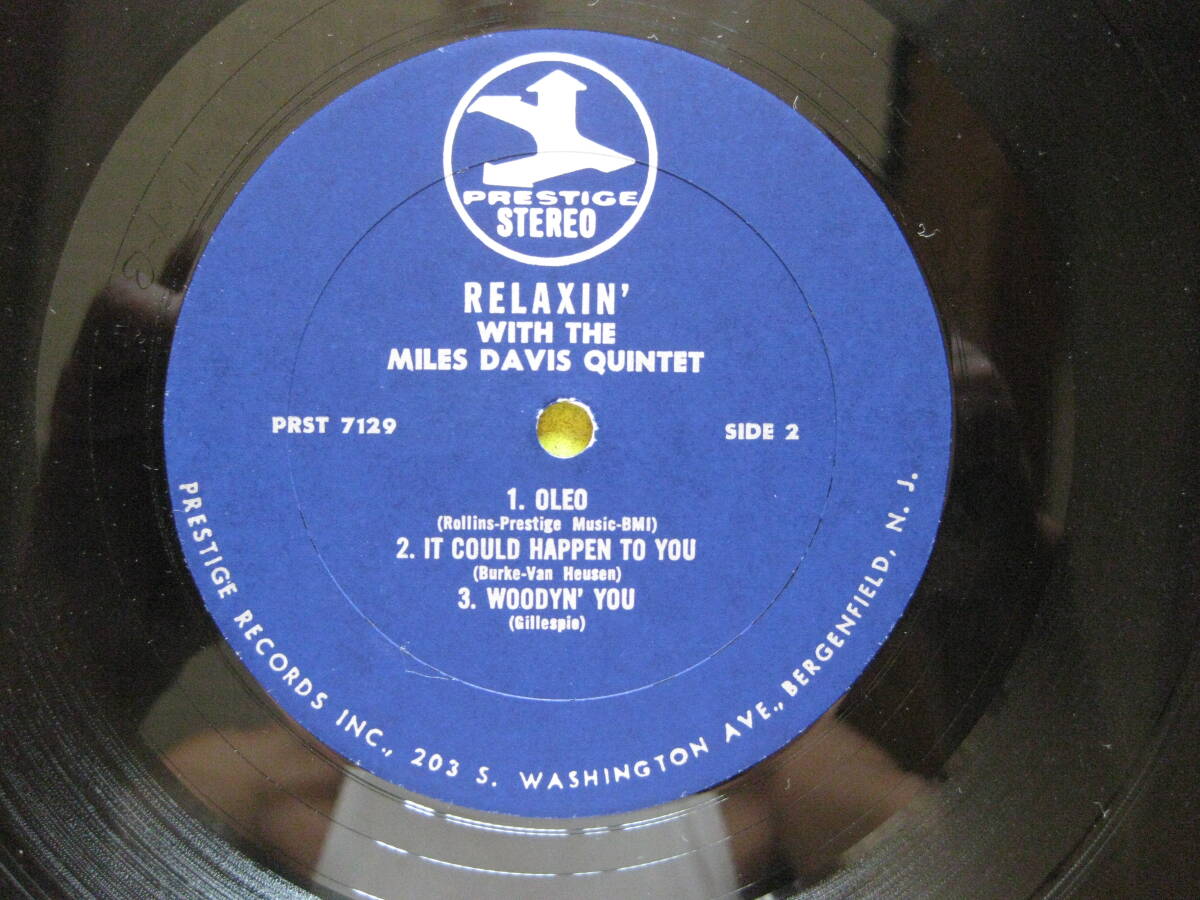 PRESTIGE
STEREO
RELAXIN'
WITH THE
MILES DAVIS QUINTET
PRST 7129
SIDE 2
1. OLEO
(Rollins-Prestige Music-BMI)
2. IT COULD HAPPEN TO YOU
(Burke-Van Heusen)
3. WOODYN' YOU
(Gillespie)
PRESTIGE RECORDS INC., 203 S. WASHINGTON AVE., BERGENFIELD, N. J.